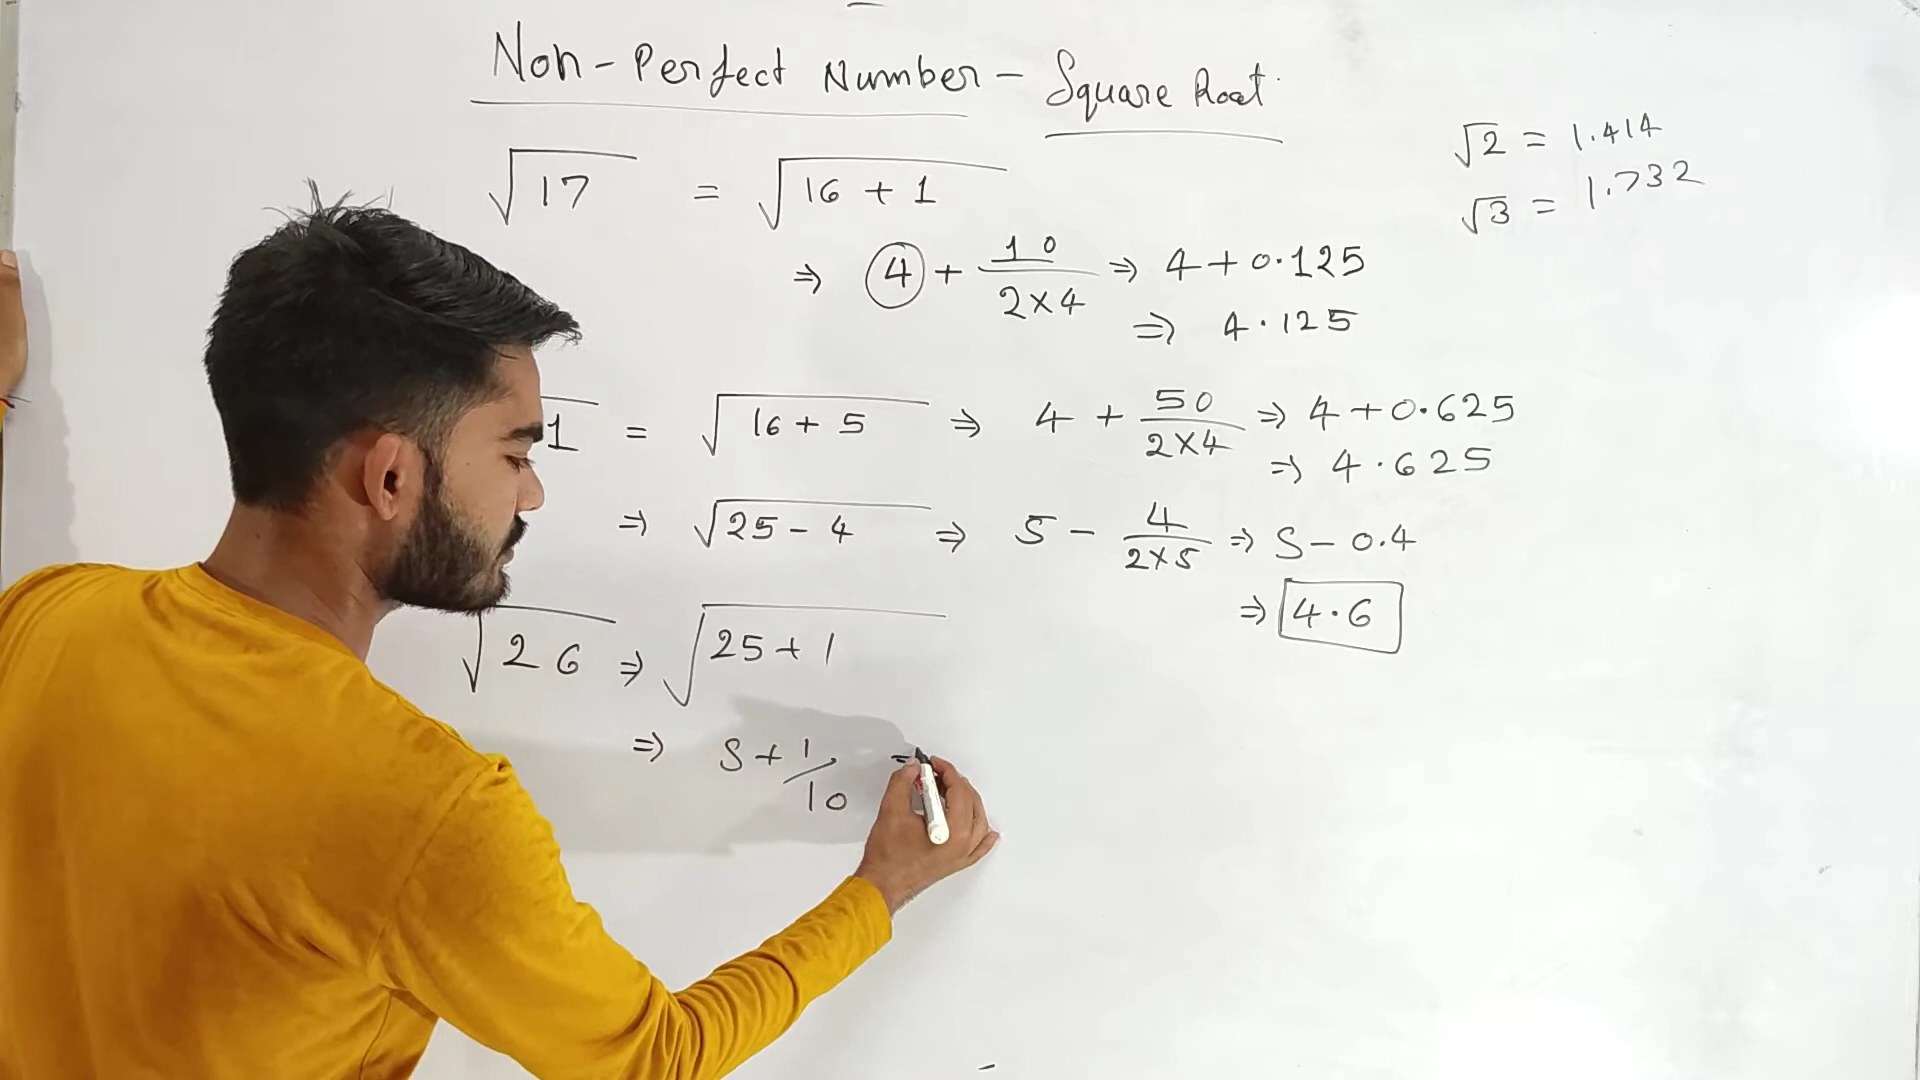 Non-Perfect Number - Square Root
√2 = 1.414
√3 = 1.732
√17 = √16 + 1
⇒ 4 + 10/2×4 ⇒ 4 + 0.125
⇒ 4.125
1 = √16 + 5 ⇒ 4 + 50/2×4 ⇒ 4 + 0.625
⇒ 4.625
⇒ √25 - 4 ⇒ 5 - 4/2×5 ⇒ 5 - 0.4
⇒ 4.6
√26 ⇒ √25 + 1
⇒ 5 + 1/10 =